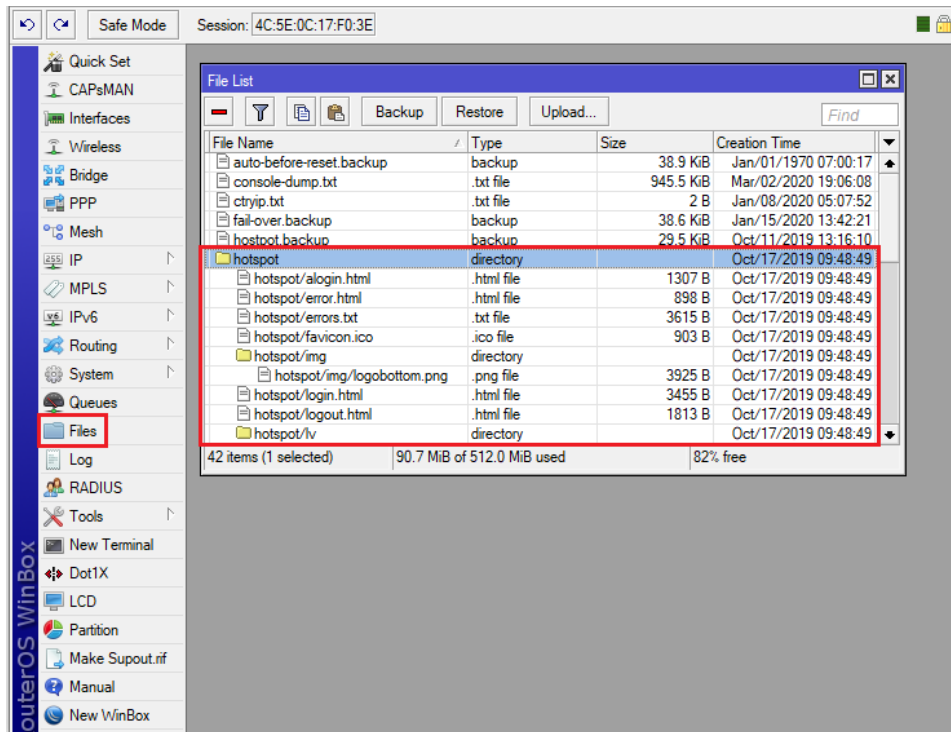 Safe Mode Session: 4C:5E:0C:17:F0:3E
Quick Set
CAPsMAN
Interfaces
Wireless
Bridge
PPP
Mesh
255 IP
MPLS
v6 IPv6
Routing
System
Queues
Files
Log
RADIUS
Tools
New Terminal
Dot1X
LCD
Partition
Make Supout.rif
Manual
New WinBox
outerOS WinBox
File List
Backup Restore Upload... Find
File Name Type Size Creation Time
auto-before-reset.backup backup 38.9 KiB Jan/01/1970 07:00:17
console-dump.txt .txt file 945.5 KiB Mar/02/2020 19:06:08
ctryip.txt .txt file 2 B Jan/08/2020 05:07:52
fail-over.backup backup 38.6 KiB Jan/15/2020 13:42:21
hostpot.backup backup 29.5 KiB Oct/11/2019 13:16:10
hotspot directory Oct/17/2019 09:48:49
hotspot/alogin.html .html file 1307 B Oct/17/2019 09:48:49
hotspot/error.html .html file 898 B Oct/17/2019 09:48:49
hotspot/errors.txt .txt file 3615 B Oct/17/2019 09:48:49
hotspot/favicon.ico .ico file 903 B Oct/17/2019 09:48:49
hotspot/img directory Oct/17/2019 09:48:49
hotspot/img/logobottom.png .png file 3925 B Oct/17/2019 09:48:49
hotspot/login.html .html file 3455 B Oct/17/2019 09:48:49
hotspot/logout.html .html file 1813 B Oct/17/2019 09:48:49
hotspot/lv directory Oct/17/2019 09:48:49
42 items (1 selected) 90.7 MiB of 512.0 MiB used 82% free